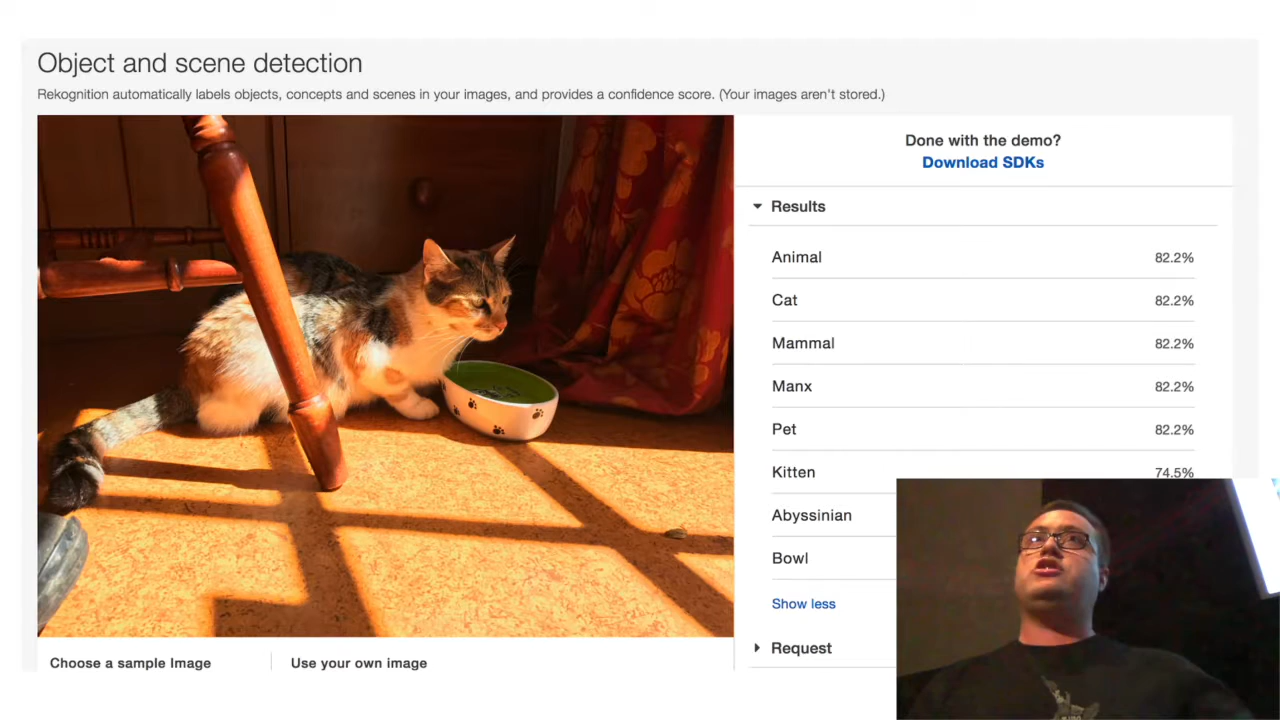 Object and scene detection
Rekognition automatically labels objects, concepts and scenes in your images, and provides a confidence score. (Your images aren't stored.)
Done with the demo?
Download SDKs
Results
Animal 82.2%
Cat 82.2%
Mammal 82.2%
Manx 82.2%
Pet 82.2%
Kitten 74.5%
Abyssinian
Bowl
Show less
Request
Choose a sample Image
Use your own image